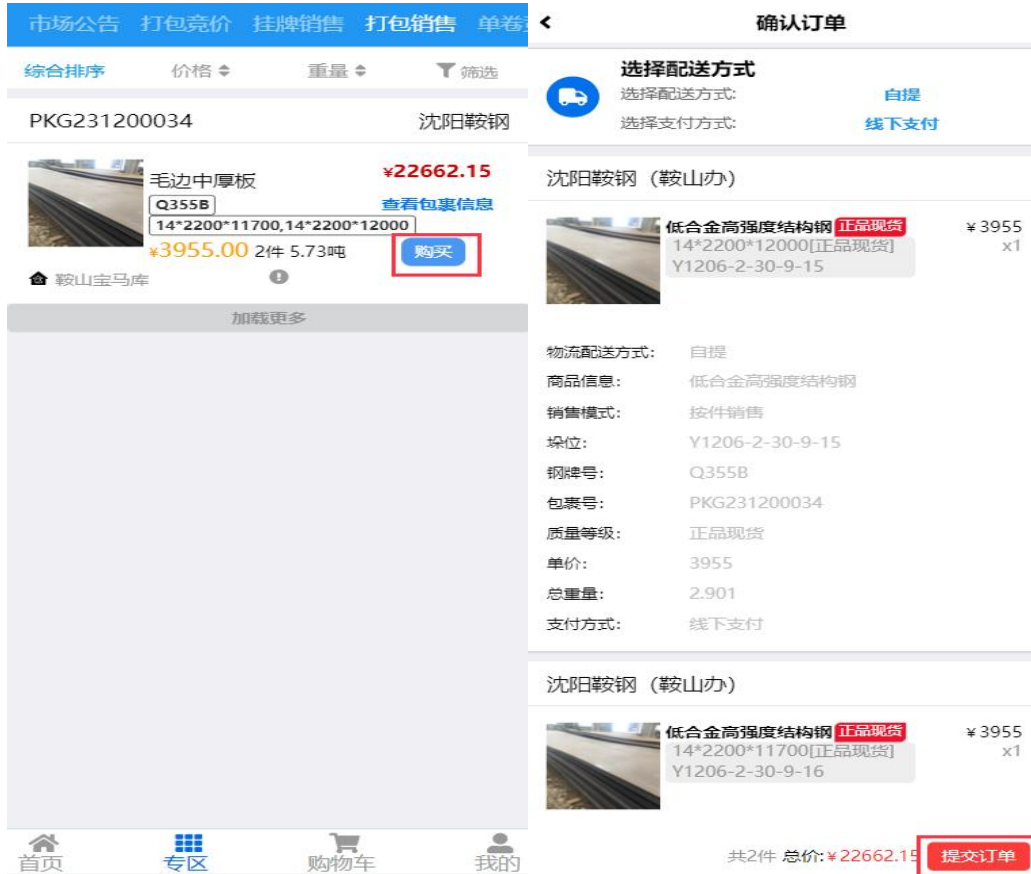 市场公告 打包竞价 挂牌销售 打包销售 单卷
综合排序 价格 重量 筛选
PKG231200034 沈阳鞍钢
毛边中厚板 ¥22662.15
Q355B 查看包裹信息
14*2200*11700,14*2200*12000
¥3955.00 2件 5.73吨 购买
鞍山宝马库
加载更多
首页 专区 购物车 我的
确认订单
选择配送方式
选择配送方式: 自提
选择支付方式: 线下支付
沈阳鞍钢（鞍山办）
低合金高强度结构钢 正品现货 ¥3955
14*2200*12000[正品现货] x1
Y1206-2-30-9-15
物流配送方式: 自提
商品信息: 低合金高强度结构钢
销售模式: 按件销售
垛位: Y1206-2-30-9-15
钢牌号: Q355B
包裹号: PKG231200034
质量等级: 正品现货
单价: 3955
总重量: 2.901
支付方式: 线下支付
沈阳鞍钢（鞍山办）
低合金高强度结构钢 正品现货 ¥3955
14*2200*11700[正品现货] x1
Y1206-2-30-9-16
共2件 总价:¥22662.15 提交订单